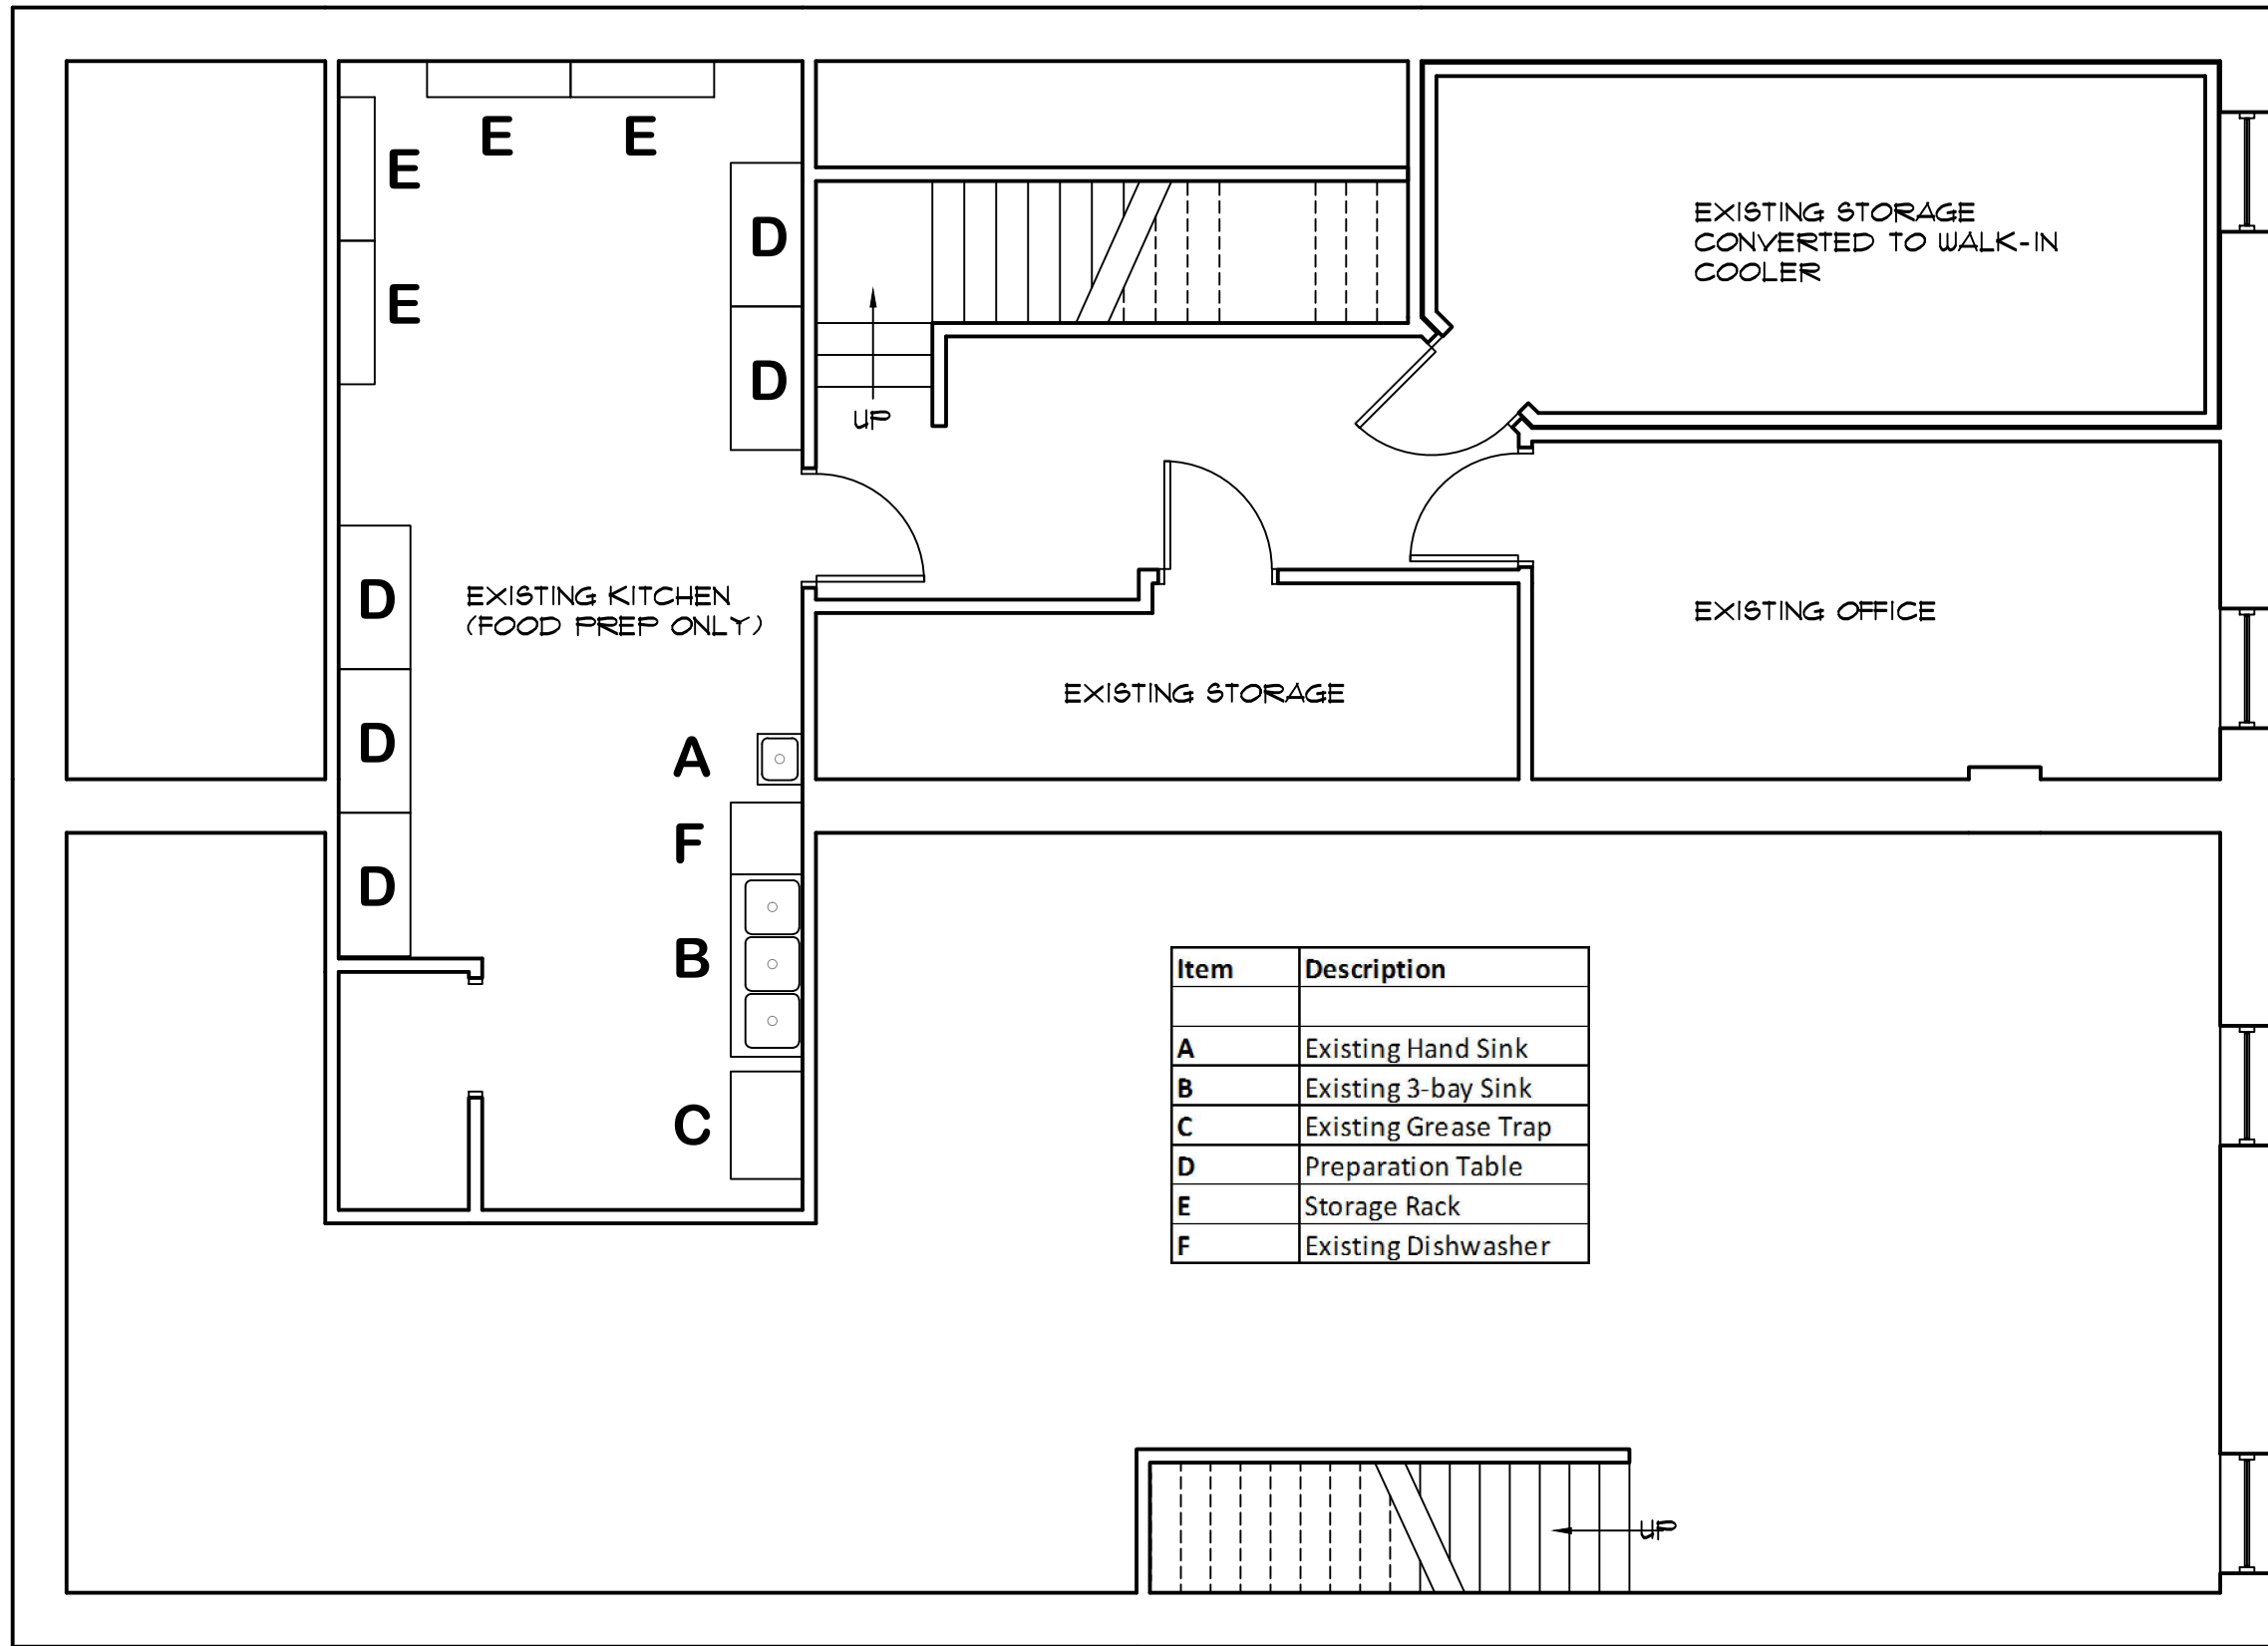 E E
E
E
D
D
EXISTING STORAGE
CONVERTED TO WALK-IN
COOLER
UP
D
D
D
EXISTING KITCHEN
(FOOD PREP ONLY)
EXISTING STORAGE
EXISTING OFFICE
A
F
B
C
Item Description
A Existing Hand Sink
B Existing 3-bay Sink
C Existing Grease Trap
D Preparation Table
E Storage Rack
F Existing Dishwasher
UP